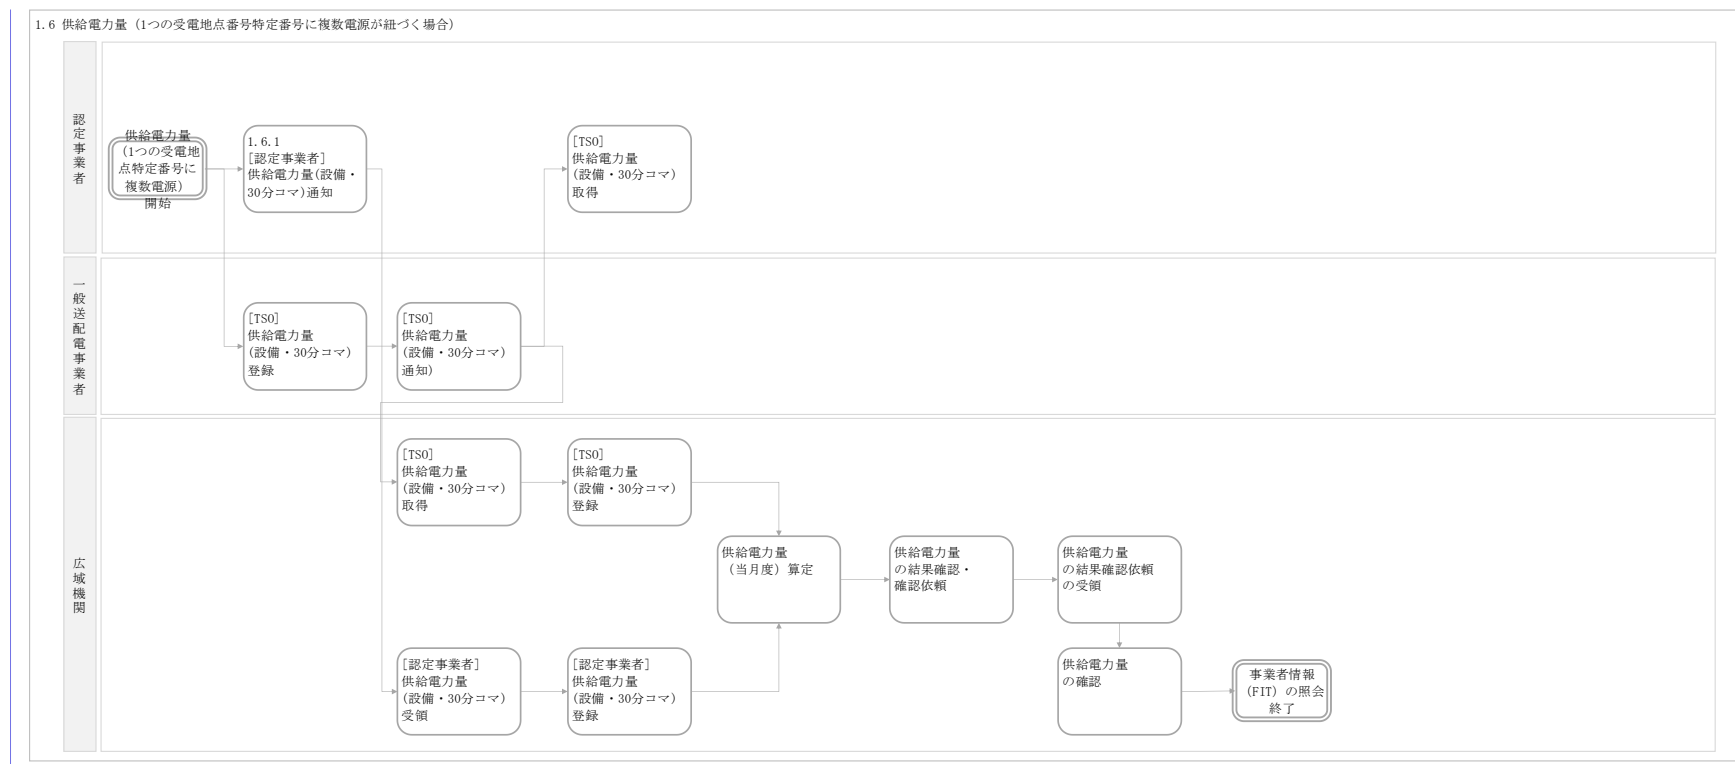 1.6 供給電力量（1つの受電地点番号特定番号に複数電源が紐づく場合）
認定事業者
供給電力量
（1つの受電地
点特定番号に
複数電源）
開始
1.6.1
[認定事業者]
供給電力量(設備・
30分コマ)通知
[TSO]
供給電力量
(設備・30分コマ)
取得
一般送配電事業者
[TSO]
供給電力量
(設備・30分コマ)
登録
[TSO]
供給電力量
(設備・30分コマ)
通知)
広域機関
[TSO]
供給電力量
(設備・30分コマ)
取得
[TSO]
供給電力量
(設備・30分コマ)
登録
供給電力量
（当月度）算定
供給電力量
の結果確認・
確認依頼
供給電力量
の結果確認依頼
の受領
[認定事業者]
供給電力量
(設備・30分コマ)
受領
[認定事業者]
供給電力量
(設備・30分コマ)
登録
供給電力量
の確認
事業者情報
（FIT）の照会
終了